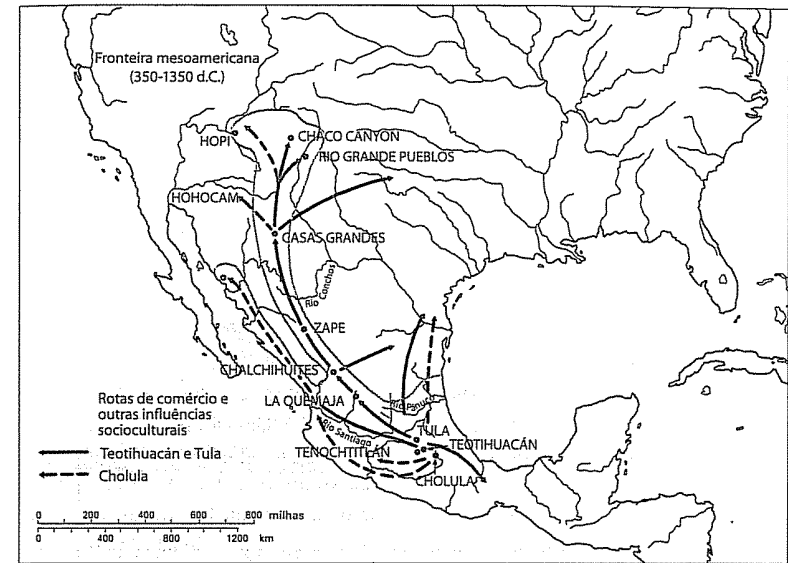 Fronteira mesoamericana
(350-1350 d.C.)
HOPI
CHACO CANYON
RIO GRANDE PUEBLOS
HOHOCAM
CASAS GRANDES
Rio Conchos
ZAPE
CHALCHIHUITES
LA QUEMAJA
Rio Pánuco
Rio Santiago
TULA
TEOTIHUACÁN
TENOCHTITLÁN
CHOLULA
Rotas de comércio e
outras influências
socioculturais
Teotihuacán e Tula
Cholula
0 200 400 600 800 milhas
0 400 800 1200 km